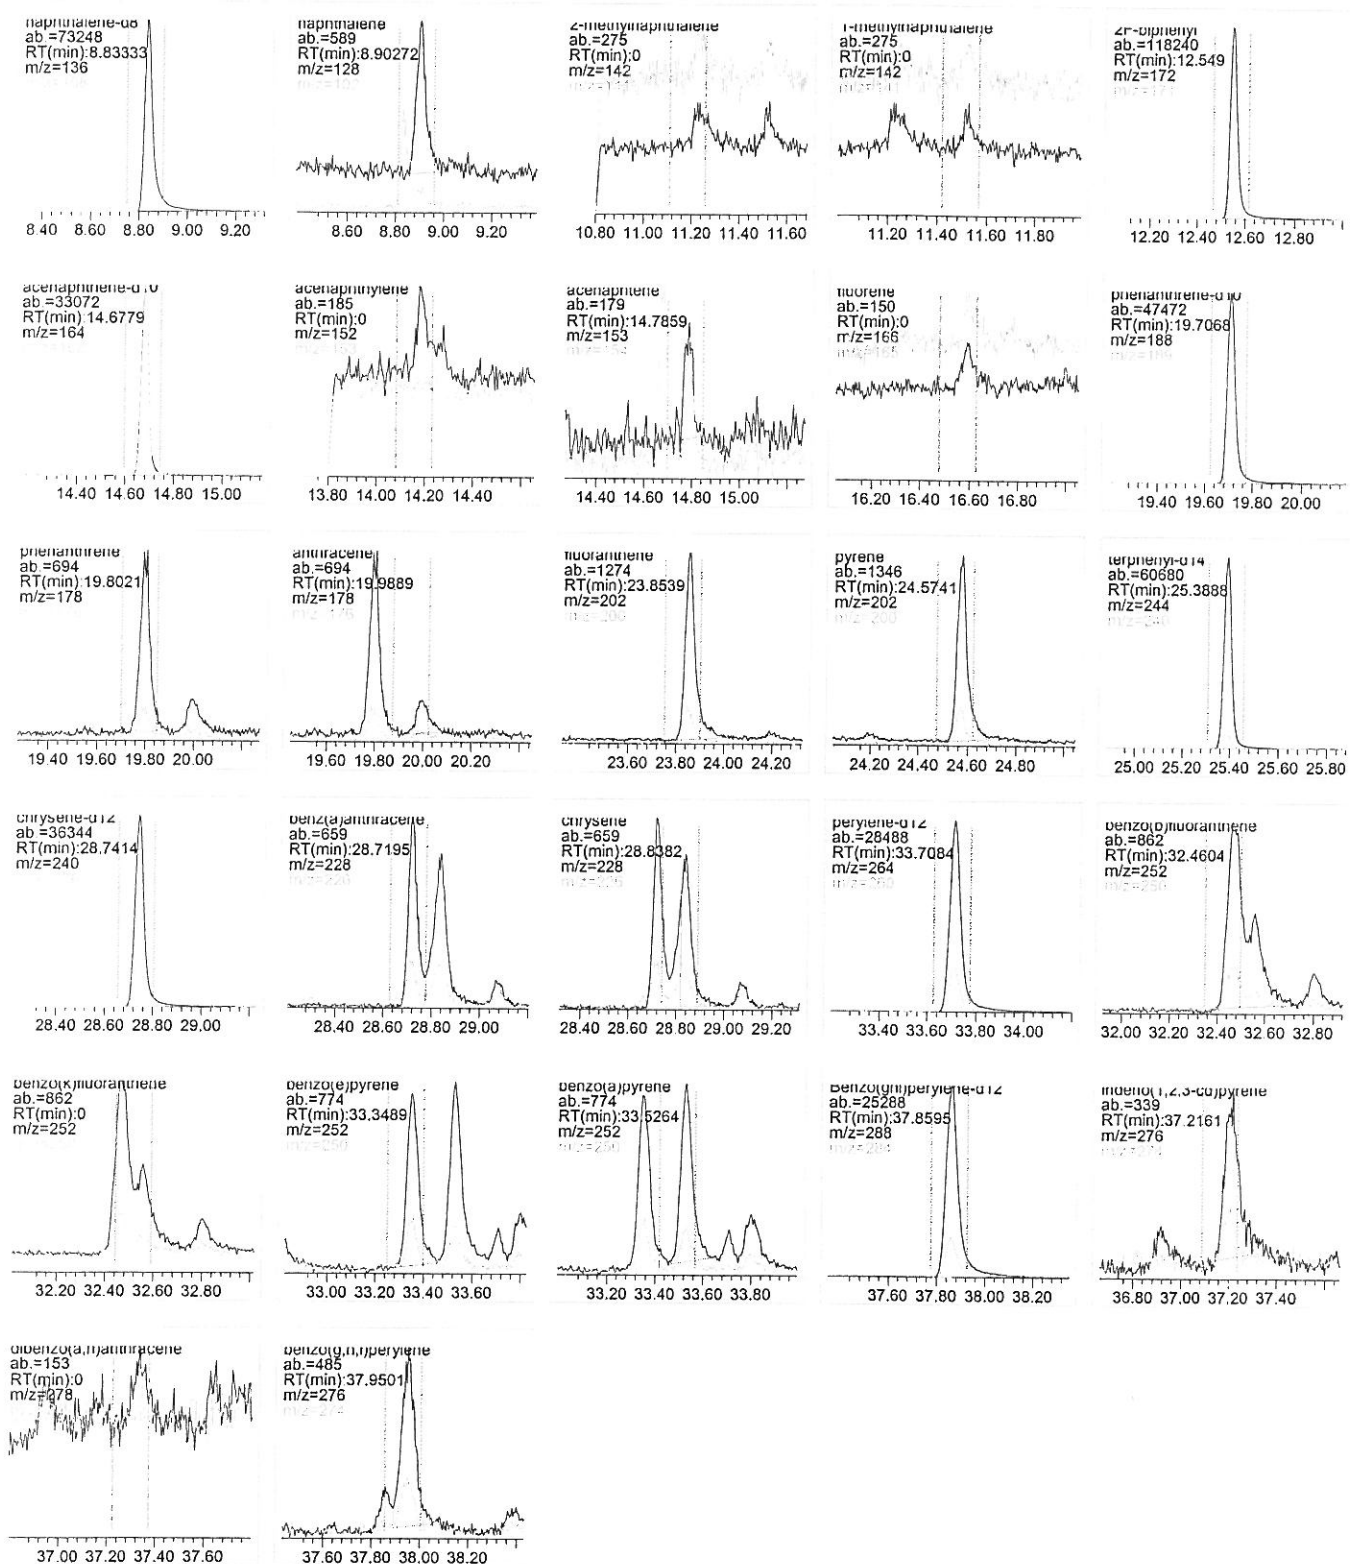 naphthalene-d8
ab.=73248
RT(min):8.83333
m/z=136
8.40 8.60 8.80 9.00 9.20
naphthalene
ab.=589
RT(min):8.90272
m/z=128
8.60 8.80 9.00 9.20
2-methylnaphthalene
ab.=275
RT(min):0
m/z=142
10.80 11.00 11.20 11.40 11.60
1-methylnaphthalene
ab.=275
RT(min):0
m/z=142
11.20 11.40 11.60 11.80
2F-biphenyl
ab.=118240
RT(min):12.549
m/z=172
12.20 12.40 12.60 12.80
acenaphthene-d10
ab.=33072
RT(min):14.6779
m/z=164
14.40 14.60 14.80 15.00
acenaphthylene
ab.=185
RT(min):0
m/z=152
13.80 14.00 14.20 14.40
acenaphtene
ab.=179
RT(min):14.7859
m/z=153
14.40 14.60 14.80 15.00
fluorene
ab.=150
RT(min):0
m/z=166
16.20 16.40 16.60 16.80
phenanthrene-d10
ab.=47472
RT(min):19.7068
m/z=188
19.40 19.60 19.80 20.00
phenanthrene
ab.=694
RT(min):19.8021
m/z=178
19.40 19.60 19.80 20.00
anthracene
ab.=694
RT(min):19.9889
m/z=178
19.60 19.80 20.00 20.20
fluoranthene
ab.=1274
RT(min):23.8539
m/z=202
23.60 23.80 24.00 24.20
pyrene
ab.=1346
RT(min):24.5741
m/z=202
24.20 24.40 24.60 24.80
terphenyl-d14
ab.=60680
RT(min):25.3888
m/z=244
25.00 25.20 25.40 25.60 25.80
chrysene-d12
ab.=36344
RT(min):28.7414
m/z=240
28.40 28.60 28.80 29.00
benz(a)anthracene
ab.=659
RT(min):28.7195
m/z=228
28.40 28.60 28.80 29.00
chrysene
ab.=659
RT(min):28.8382
m/z=228
28.40 28.60 28.80 29.00 29.20
perylene-d12
ab.=28488
RT(min):33.7084
m/z=264
33.40 33.60 33.80 34.00
benzo(b)fluoranthene
ab.=862
RT(min):32.4604
m/z=252
32.00 32.20 32.40 32.60 32.80
benzo(k)fluoranthene
ab.=862
RT(min):0
m/z=252
32.20 32.40 32.60 32.80
benzo(e)pyrene
ab.=774
RT(min):33.3489
m/z=252
33.00 33.20 33.40 33.60
benzo(a)pyrene
ab.=774
RT(min):33.5264
m/z=252
33.20 33.40 33.60 33.80
Benzo(ghi)perylene-d12
ab.=25288
RT(min):37.8595
m/z=288
37.60 37.80 38.00 38.20
indeno(1,2,3-cd)pyrene
ab.=339
RT(min):37.2161
m/z=276
36.80 37.00 37.20 37.40
dibenzo(a,h)anthracene
ab.=153
RT(min):0
m/z=278
37.00 37.20 37.40 37.60
benzo(g,h,i)perylene
ab.=485
RT(min):37.9501
m/z=276
37.60 37.80 38.00 38.20